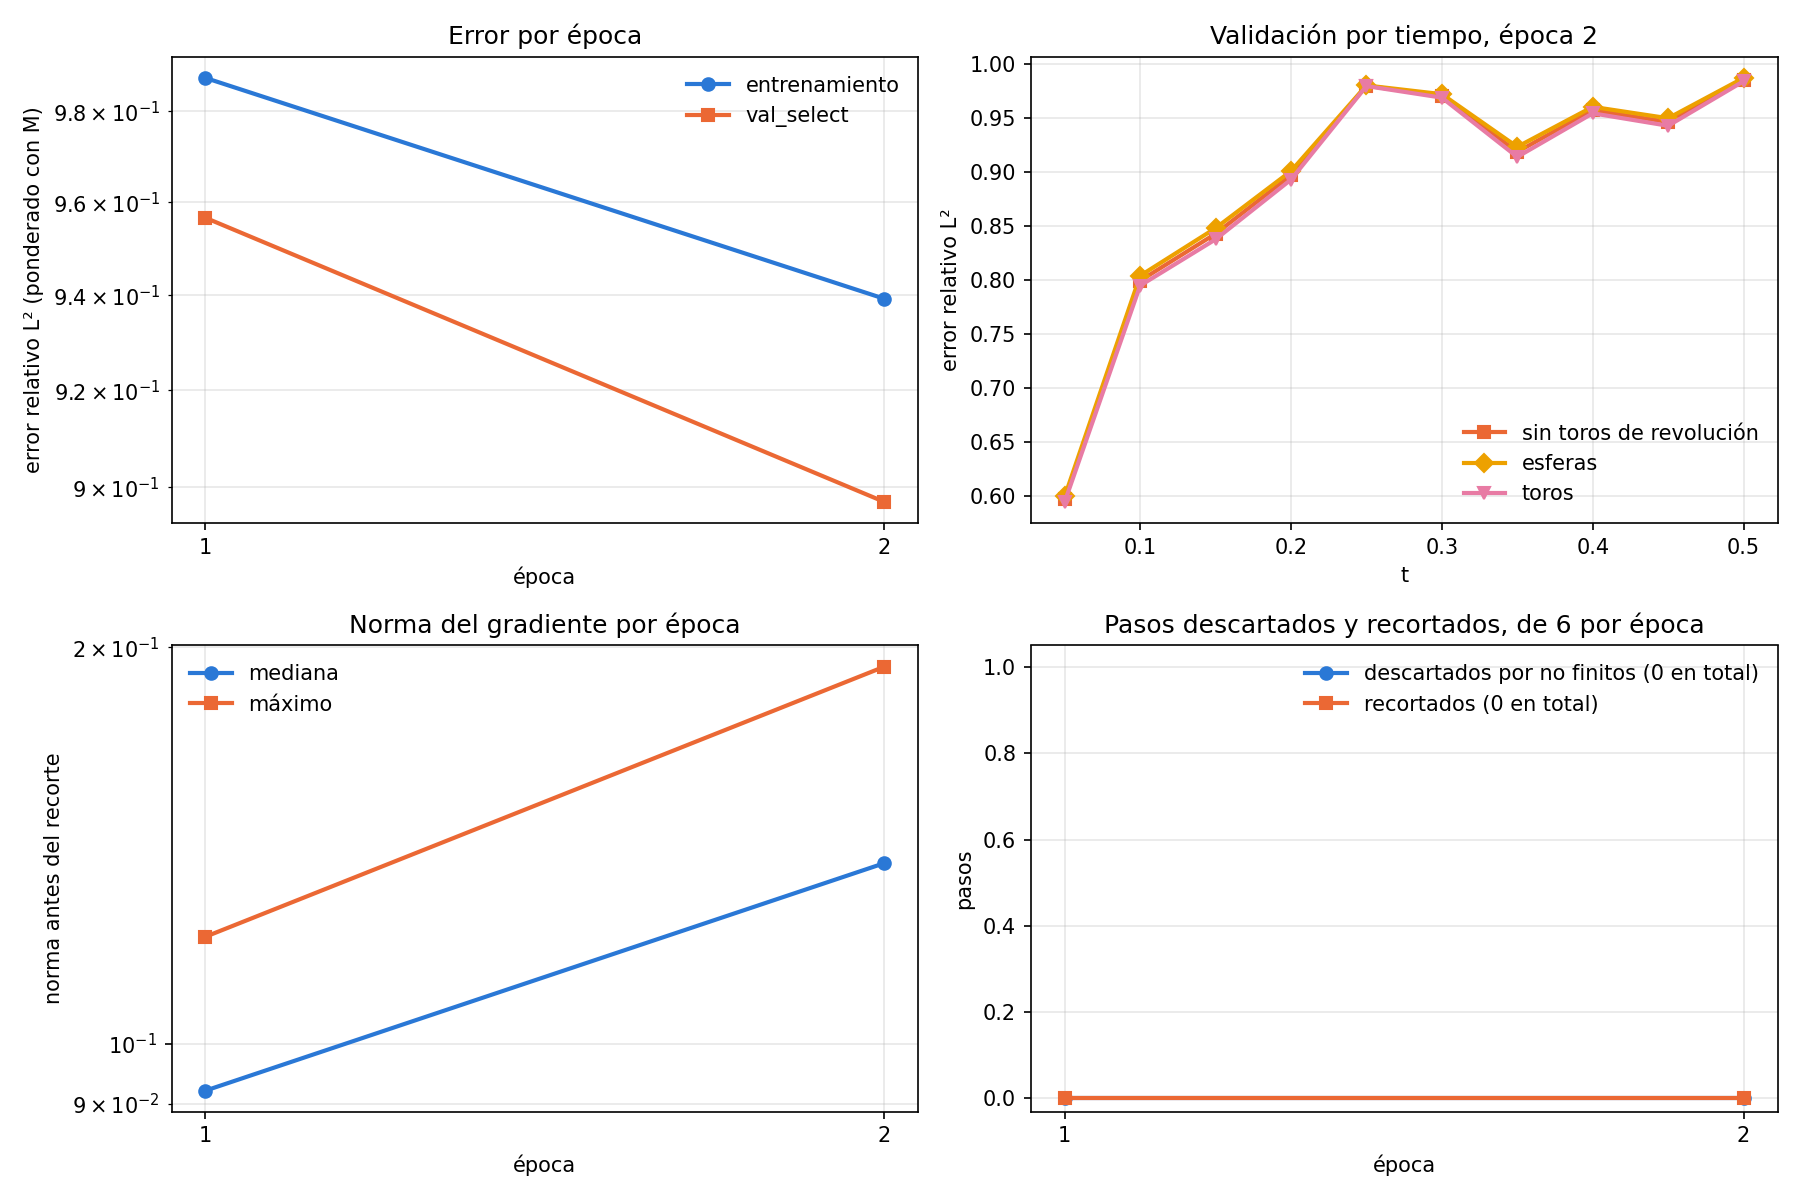 Error por época
error relativo L² (ponderado con M)
9.8 × 10⁻¹
9.6 × 10⁻¹
9.4 × 10⁻¹
9.2 × 10⁻¹
9 × 10⁻¹
entrenamiento
val_select
1
2
época
Validación por tiempo, época 2
error relativo L²
1.00
0.95
0.90
0.85
0.80
0.75
0.70
0.65
0.60
sin toros de revolución
esferas
toros
0.1
0.2
0.3
0.4
0.5
t
Norma del gradiente por época
norma antes del recorte
2 × 10⁻¹
10⁻¹
9 × 10⁻²
mediana
máximo
1
2
época
Pasos descartados y recortados, de 6 por época
pasos
1.0
0.8
0.6
0.4
0.2
0.0
descartados por no finitos (0 en total)
recortados (0 en total)
1
2
época